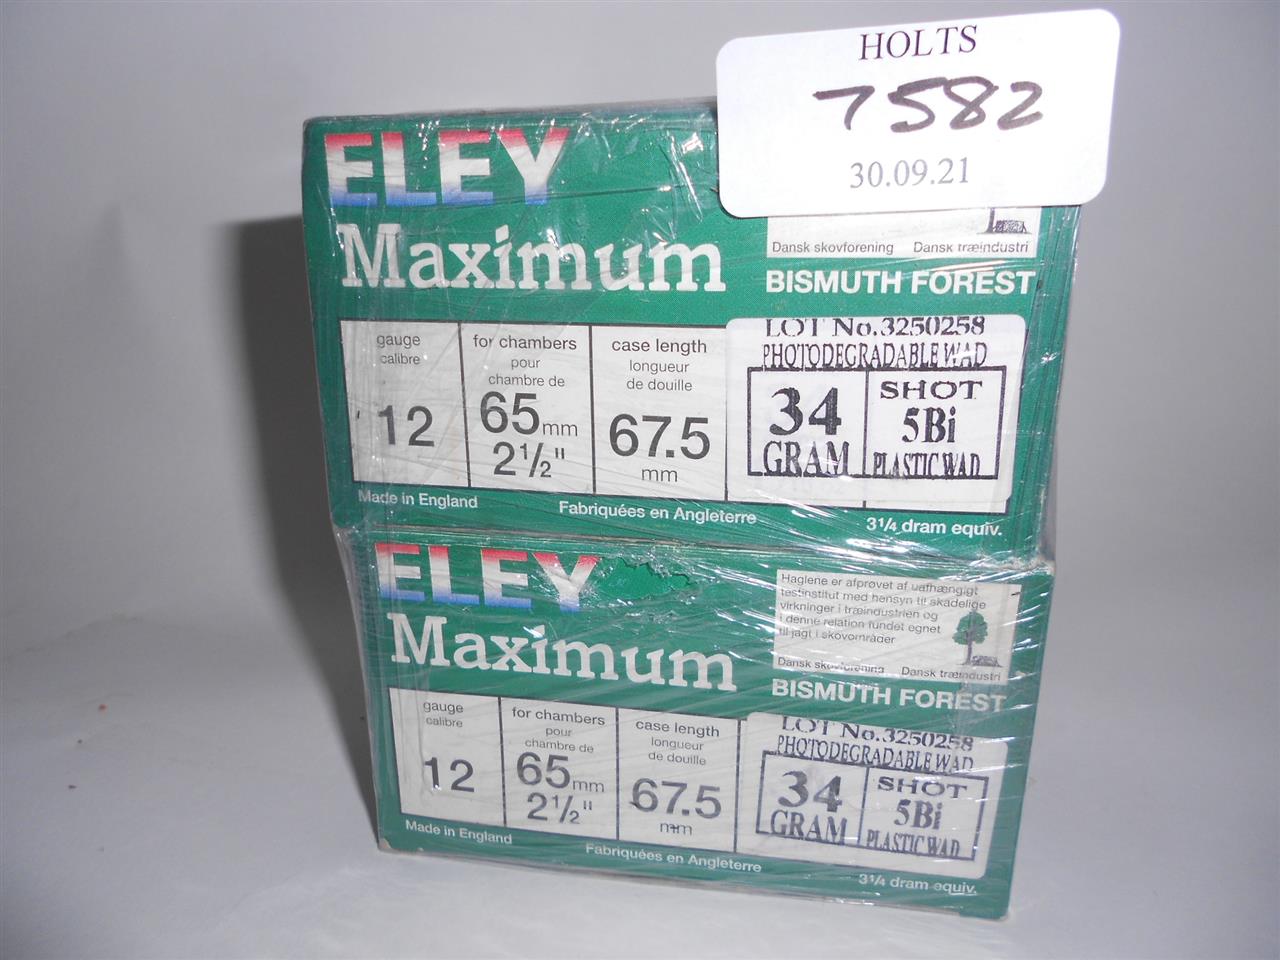 HOLTS
7582
30.09.21
ELEY
Maximum
Dansk skovforening Dansk træindustri
BISMUTH FOREST
gauge
calibre
12
for chambers
pour
chambre de
65mm
2½"
case length
longueur
de douille
67.5
mm
LOT No.3250258
PHOTODEGRADABLE WAD
34
GRAM
SHOT
5Bi
PLASTIC WAD
Made in England
Fabriquées en Angleterre
3¼ dram equiv.
ELEY
Maximum
Haglene er afprøvet af uafhængigt
testinstitut med hensyn til skadelige
virkninger i træindustrien og
i denne relation fundet egnet
til jagt i skovområder
Dansk skovforening Dansk træindustri
BISMUTH FOREST
gauge
calibre
12
for chambers
pour
chambre de
65mm
2½"
case length
longueur
de douille
67.5
mm
LOT No.3250258
PHOTODEGRADABLE WAD
34
GRAM
SHOT
5Bi
PLASTIC WAD
Made in England
Fabriquées en Angleterre
3¼ dram equiv.